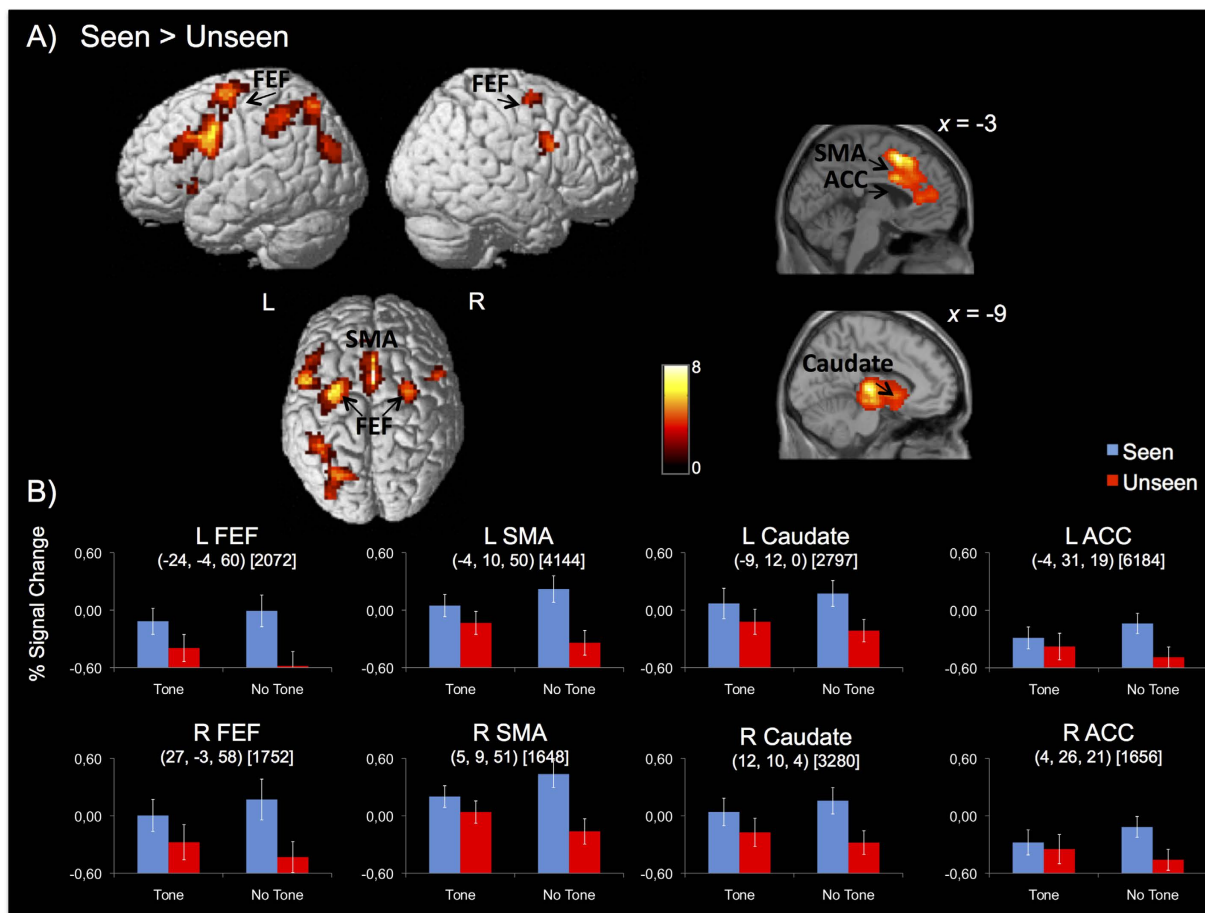 A) Seen > Unseen
FEF
FEF
x = -3
SMA
ACC
L
R
x = -9
SMA
Caudate
FEF
8
0
Seen
Unseen
B)
% Signal Change
L FEF
(-24, -4, 60) [2072]
0,60
0,00
-0,60
Tone
No Tone
L SMA
(-4, 10, 50) [4144]
0,60
0,00
-0,60
Tone
No Tone
L Caudate
(-9, 12, 0) [2797]
0,60
0,00
-0,60
Tone
No Tone
L ACC
(-4, 31, 19) [6184]
0,60
0,00
-0,60
Tone
No Tone
R FEF
(27, -3, 58) [1752]
0,60
0,00
-0,60
Tone
No Tone
R SMA
(5, 9, 51) [1648]
0,60
0,00
-0,60
Tone
No Tone
R Caudate
(12, 10, 4) [3280]
0,60
0,00
-0,60
Tone
No Tone
R ACC
(4, 26, 21) [1656]
0,60
0,00
-0,60
Tone
No Tone